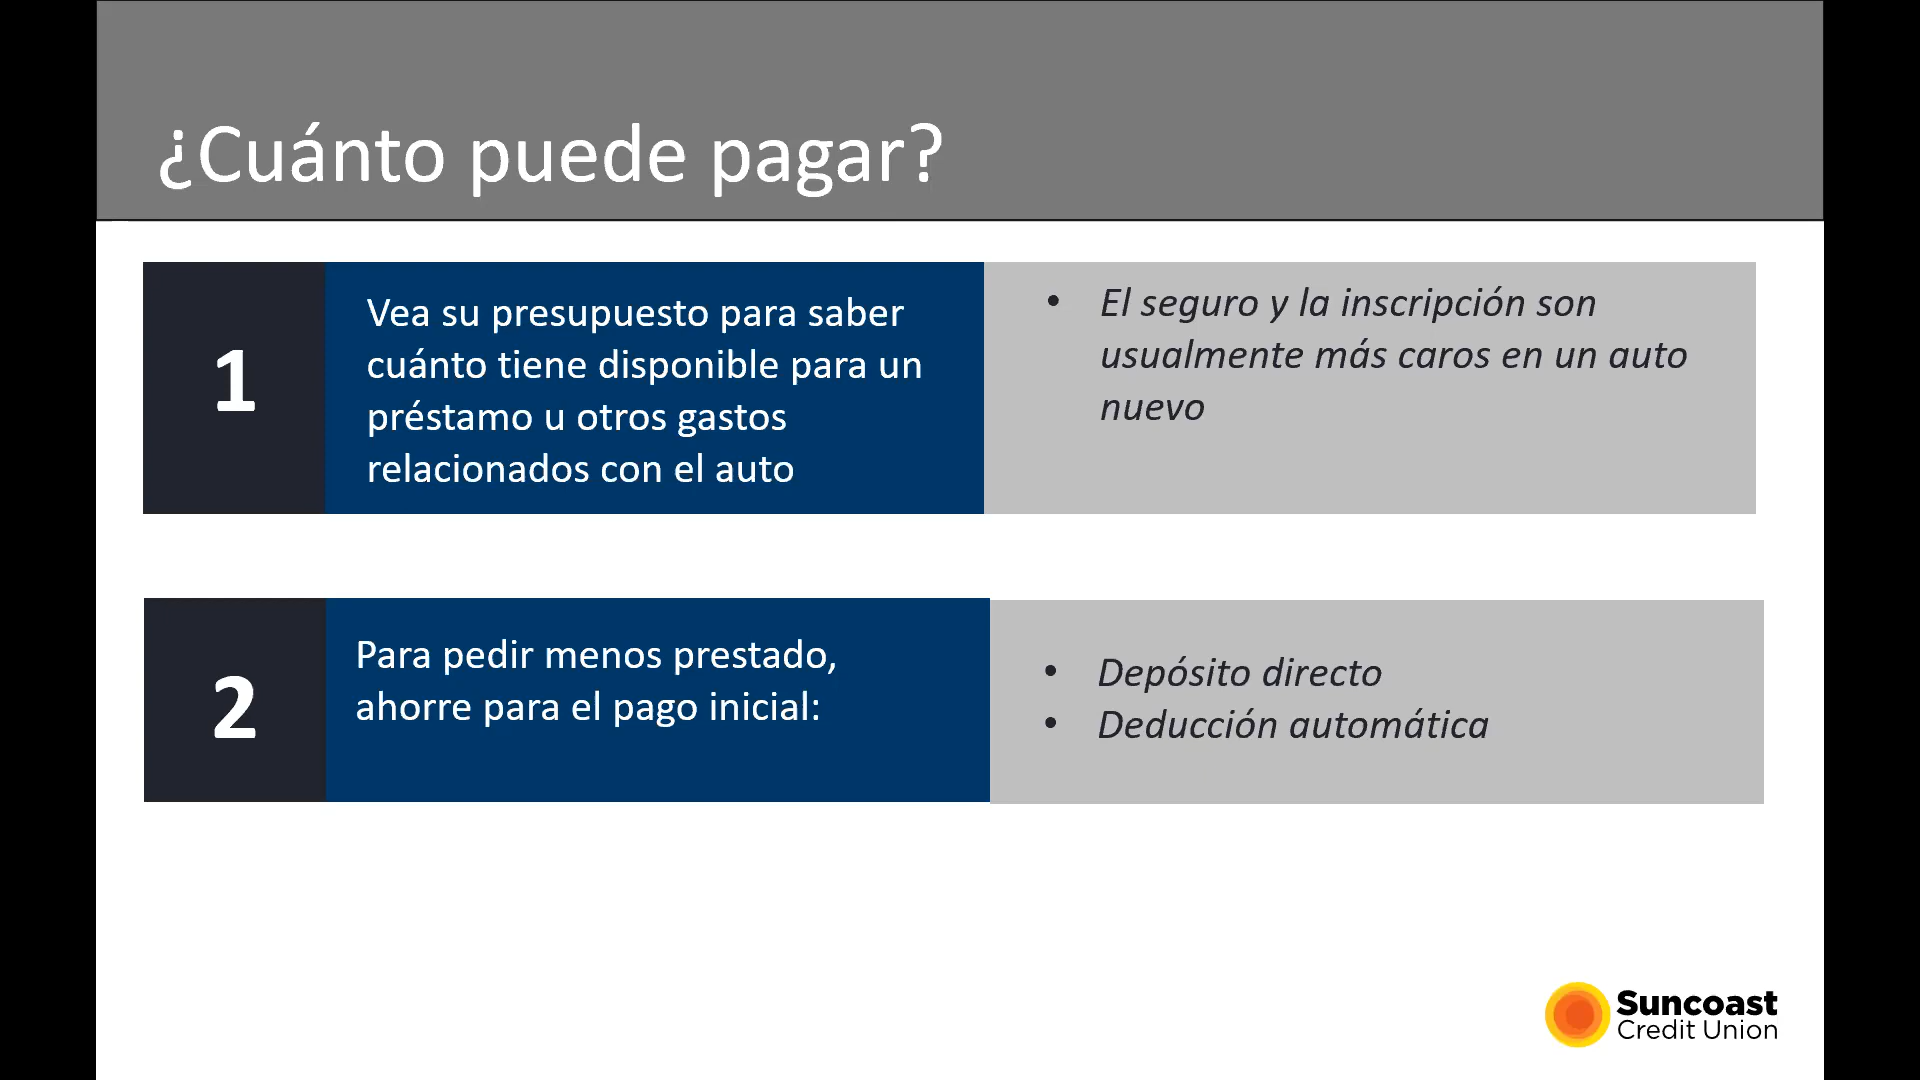 ¿Cuánto puede pagar?
1
Vea su presupuesto para saber
cuánto tiene disponible para un
préstamo u otros gastos
relacionados con el auto
• El seguro y la inscripción son
usualmente más caros en un auto
nuevo
2
Para pedir menos prestado,
ahorre para el pago inicial:
• Depósito directo
• Deducción automática
Suncoast
Credit Union